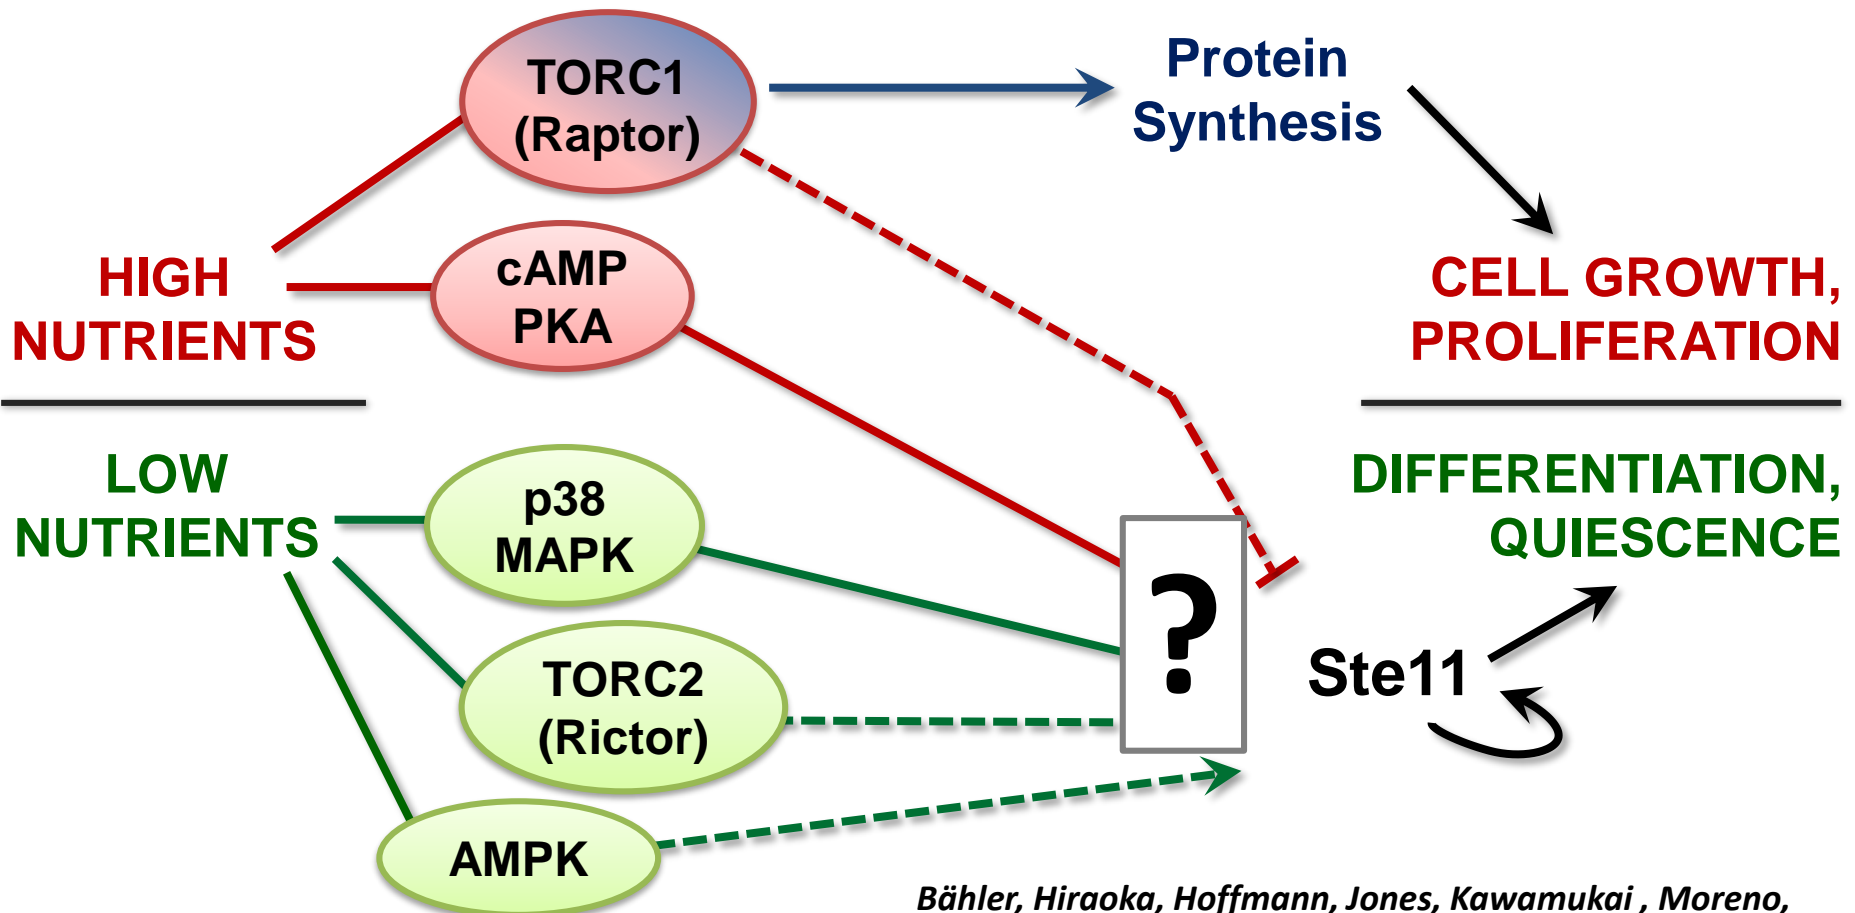 TORC1
(Raptor)
Protein
Synthesis
HIGH
NUTRIENTS
cAMP
PKA
CELL GROWTH,
PROLIFERATION
LOW
NUTRIENTS
p38
MAPK
DIFFERENTIATION,
QUIESCENCE
?
TORC2
(Rictor)
Ste11
AMPK
Bähler, Hiraoka, Hoffmann, Jones, Kawamukai , Moreno,